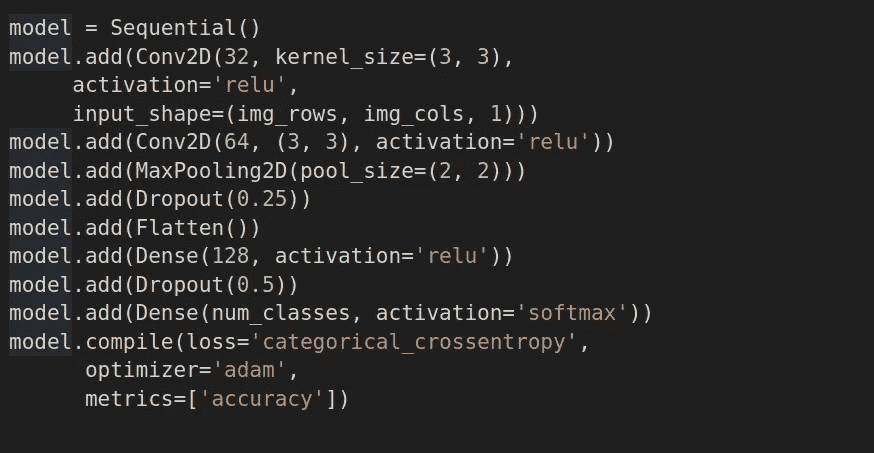 model = Sequential()
model.add(Conv2D(32, kernel_size=(3, 3),
     activation='relu',
     input_shape=(img_rows, img_cols, 1)))
model.add(Conv2D(64, (3, 3), activation='relu'))
model.add(MaxPooling2D(pool_size=(2, 2)))
model.add(Dropout(0.25))
model.add(Flatten())
model.add(Dense(128, activation='relu'))
model.add(Dropout(0.5))
model.add(Dense(num_classes, activation='softmax'))
model.compile(loss='categorical_crossentropy',
      optimizer='adam',
      metrics=['accuracy'])